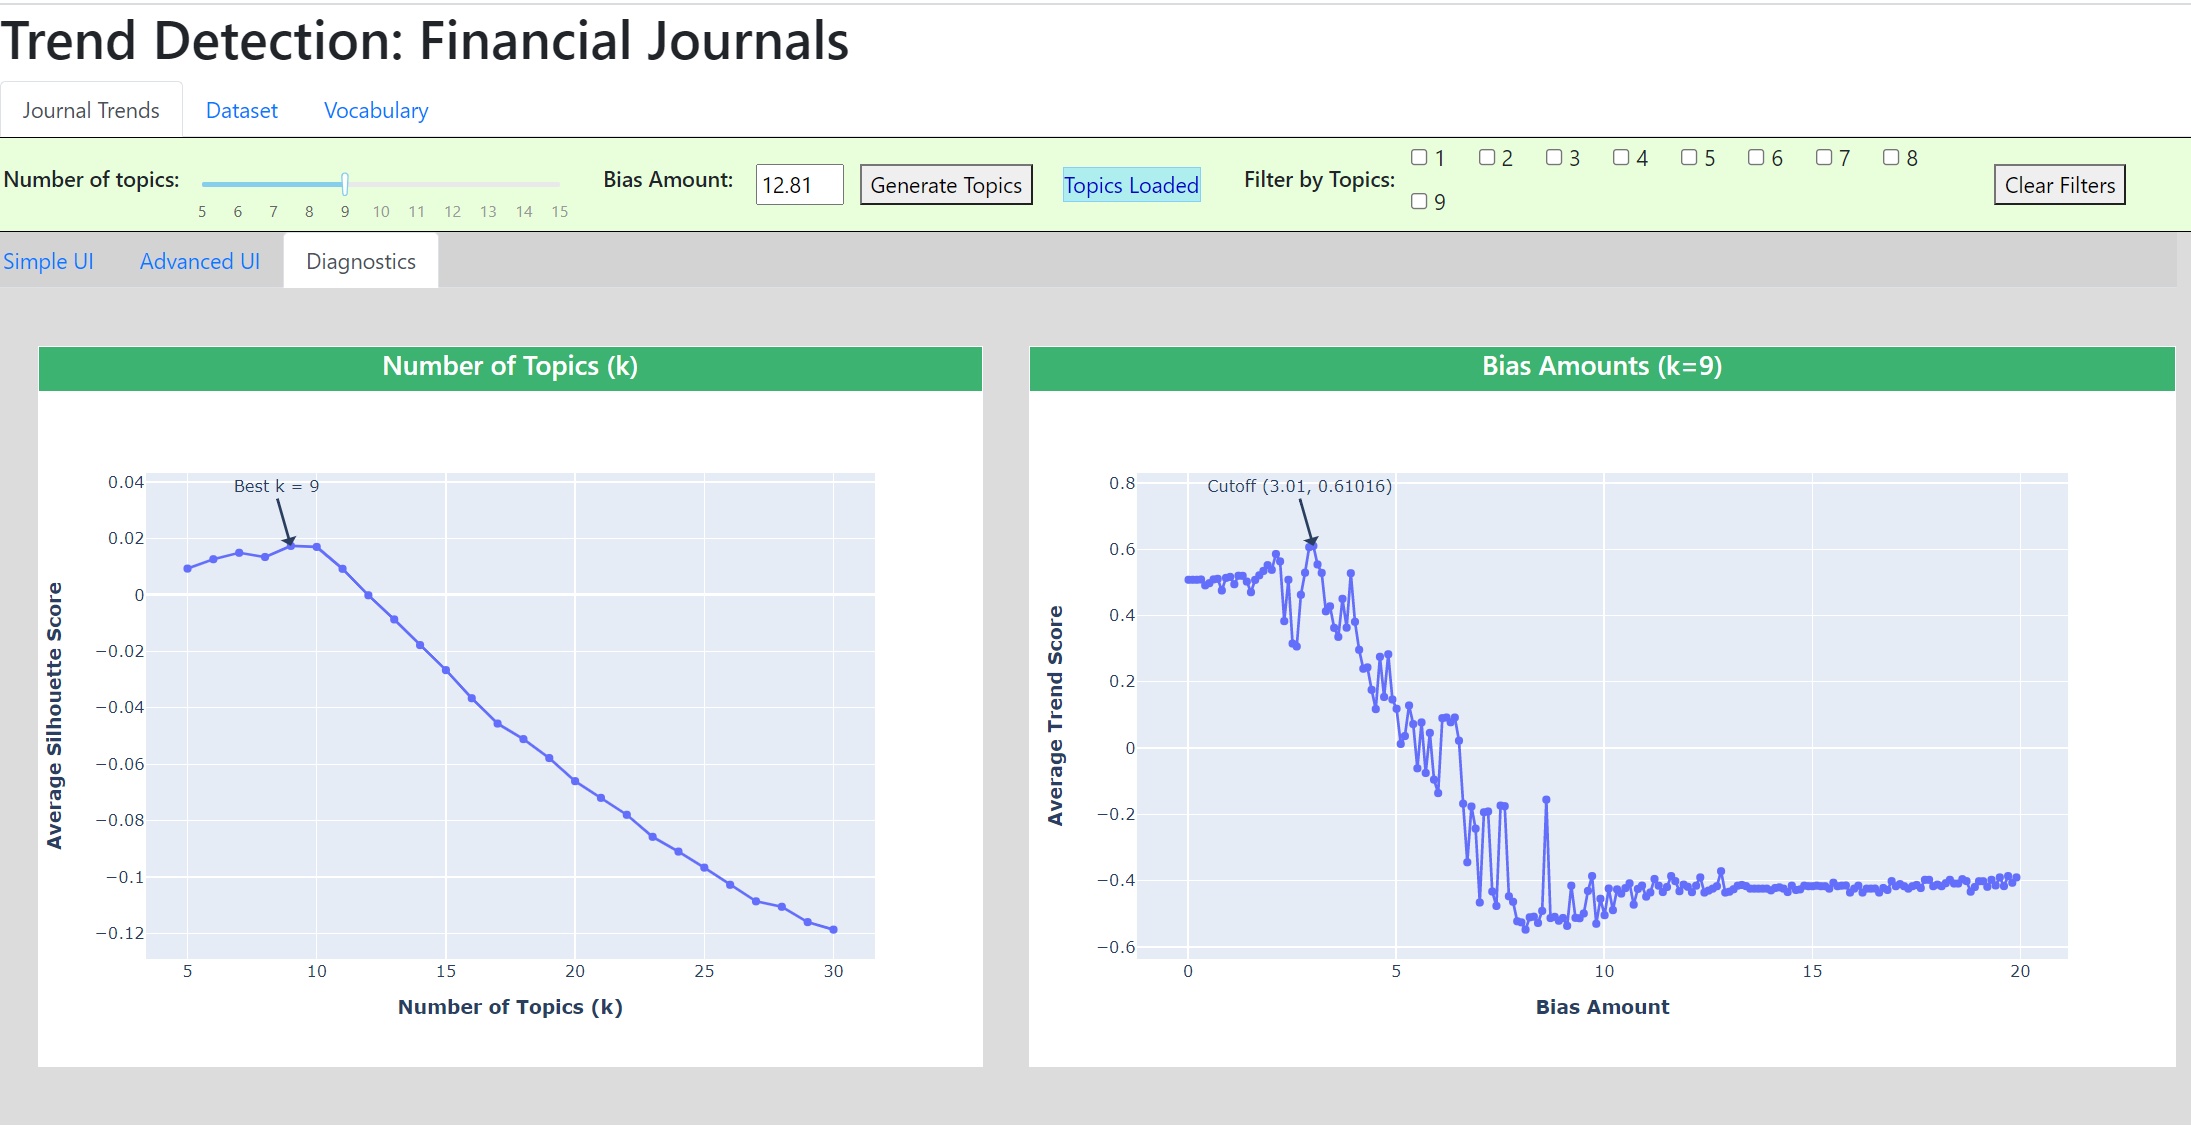 Trend Detection: Financial Journals
Journal Trends Dataset Vocabulary
Number of topics:
5 6 7 8 9 10 11 12 13 14 15
Bias Amount: 12.81 Generate Topics Topics Loaded
Filter by Topics:
1 2 3 4 5 6 7 8
9
Clear Filters
Simple UI Advanced UI Diagnostics
Number of Topics (k)
Best k = 9
0.04
0.02
0
−0.02
−0.04
−0.06
−0.08
−0.1
−0.12
Average Silhouette Score
5 10 15 20 25 30
Number of Topics (k)
Bias Amounts (k=9)
Cutoff (3.01, 0.61016)
0.8
0.6
0.4
0.2
0
−0.2
−0.4
−0.6
Average Trend Score
0 5 10 15 20
Bias Amount